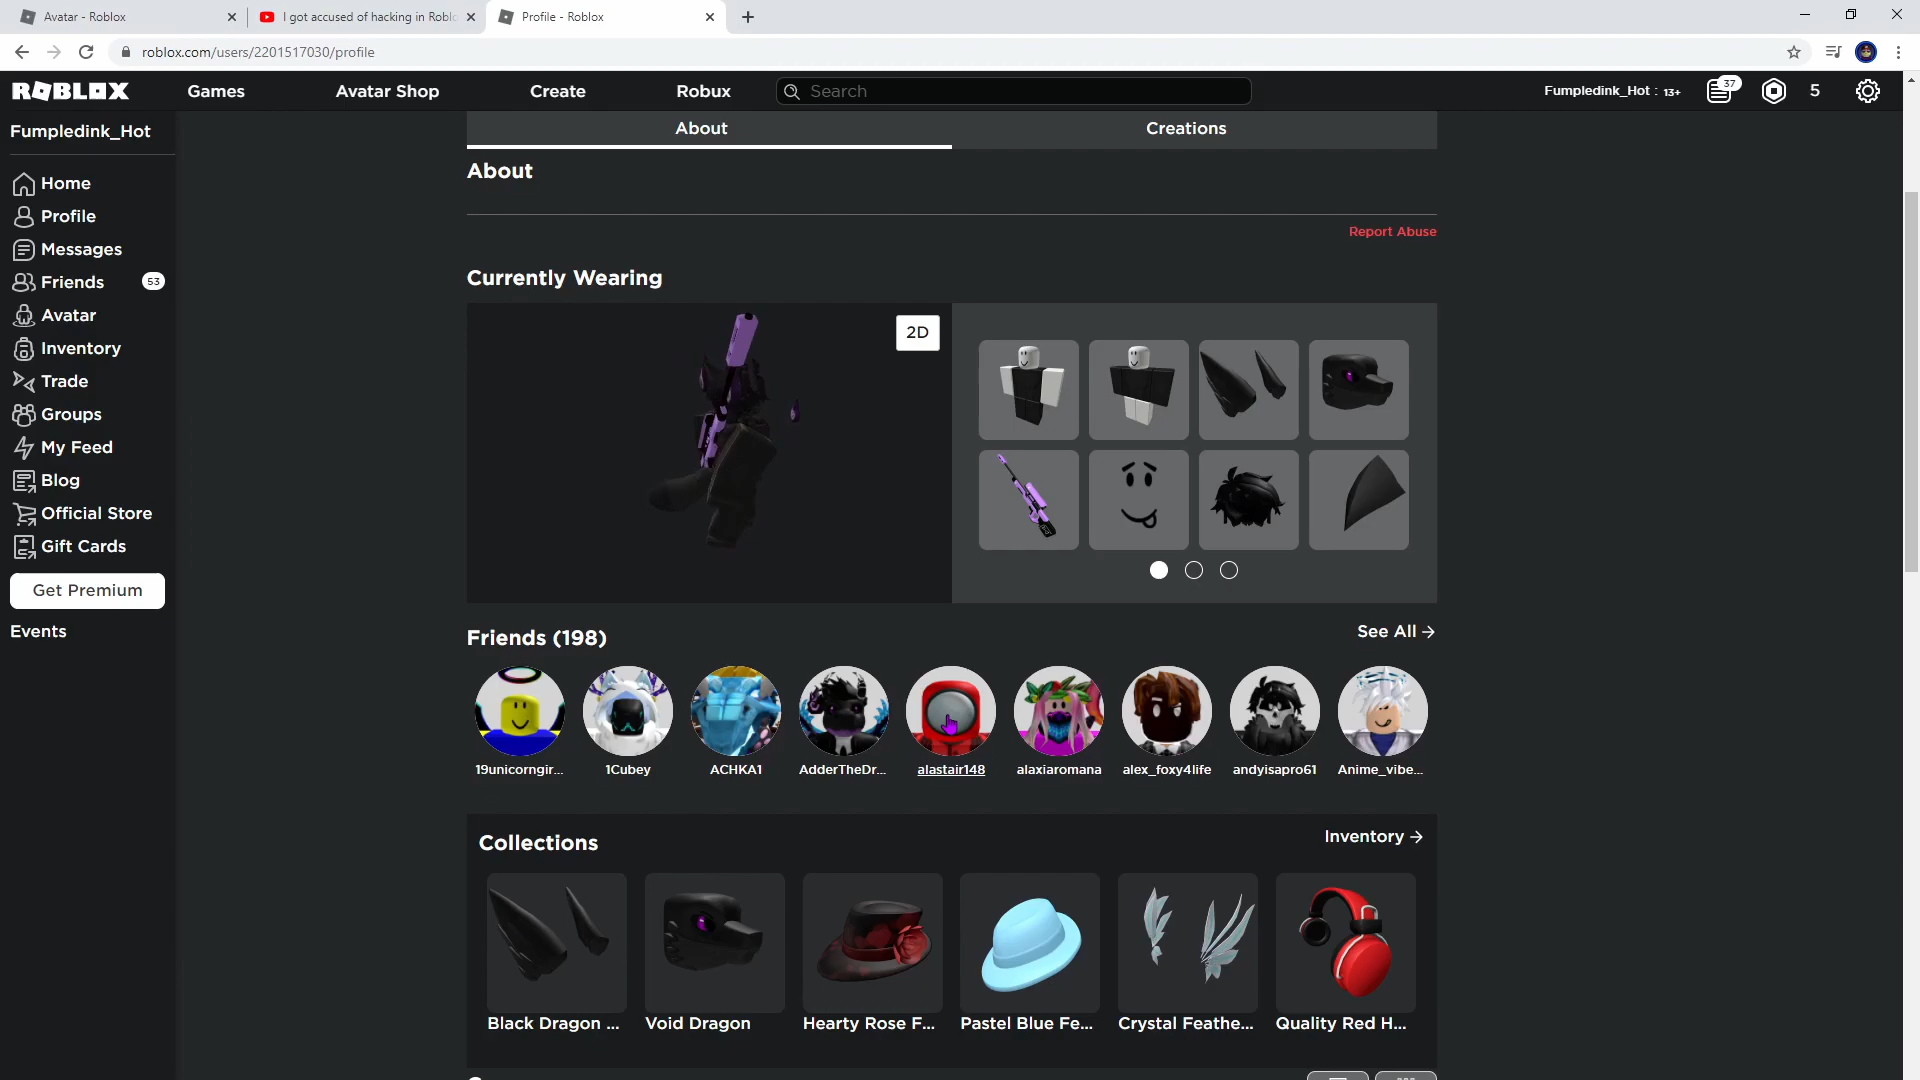 Avatar - Roblox
I got accused of hacking in Roblo
Profile - Roblox
roblox.com/users/2201517030/profile
ROBLOX
Games
Avatar Shop
Create
Robux
Search
Fumpledink_Hot : 13+
37
5
Fumpledink_Hot
Home
Profile
Messages
Friends
53
Avatar
Inventory
Trade
Groups
My Feed
Blog
Official Store
Gift Cards
Get Premium
Events
About
Creations
About
Report Abuse
Currently Wearing
2D
Friends (198)
See All
19unicorngir...
1Cubey
ACHKA1
AdderTheDr...
alastair148
alaxiaromana
alex_foxy4life
andyisapro61
Anime_vibe...
Collections
Inventory
Black Dragon ...
Void Dragon
Hearty Rose F...
Pastel Blue Fe...
Crystal Feathe...
Quality Red H...